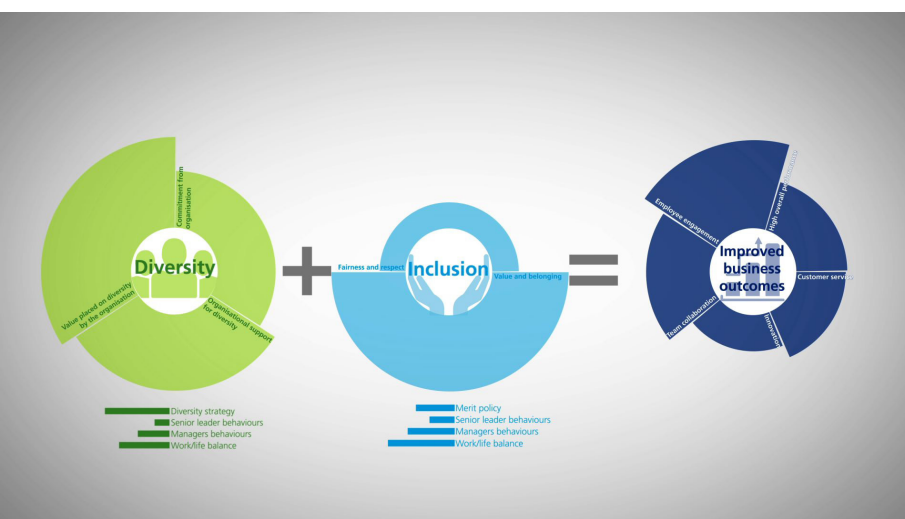 Commitment from
organisation
Diversity
Value placed on diversity
by the organisation
Organisational support
for diversity
+
Fairness and respect
Inclusion
Value and belonging
=
High overall profitability
Employee engagement
Improved
business
outcomes
Customer servi
Team collaboration
Innovation
Diversity strategy
Senior leader behaviours
Managers behaviours
Work/life balance
Merit policy
Senior leader behaviours
Managers behaviours
Work/life balance